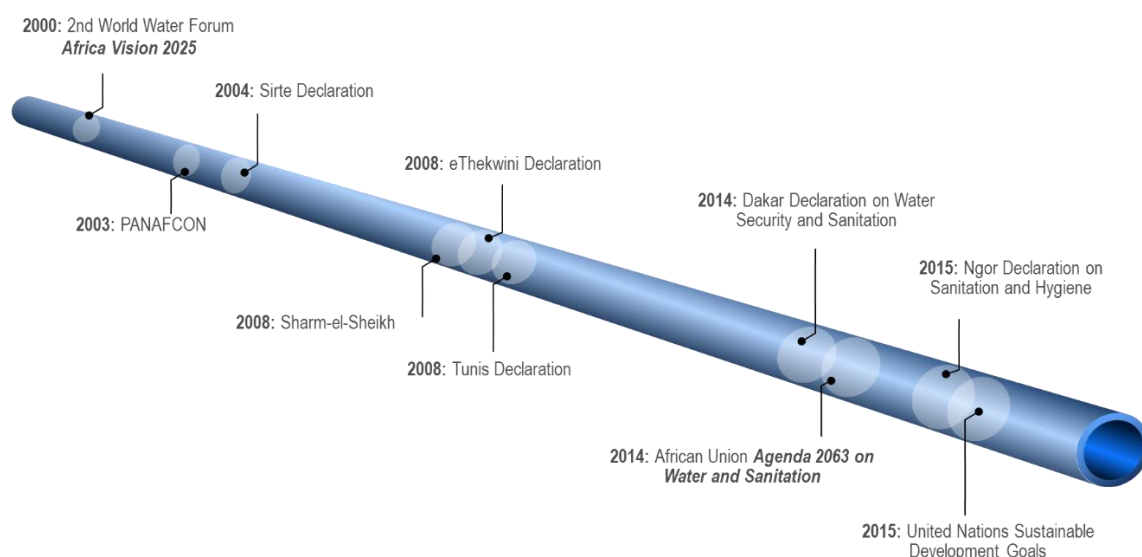 2000: 2nd World Water Forum
Africa Vision 2025
2004: Sirte Declaration
2003: PANAFCON
2008: eThekwini Declaration
2008: Sharm-el-Sheikh
2008: Tunis Declaration
2014: Dakar Declaration on Water
Security and Sanitation
2014: African Union Agenda 2063 on
Water and Sanitation
2015: Ngor Declaration on
Sanitation and Hygiene
2015: United Nations Sustainable
Development Goals